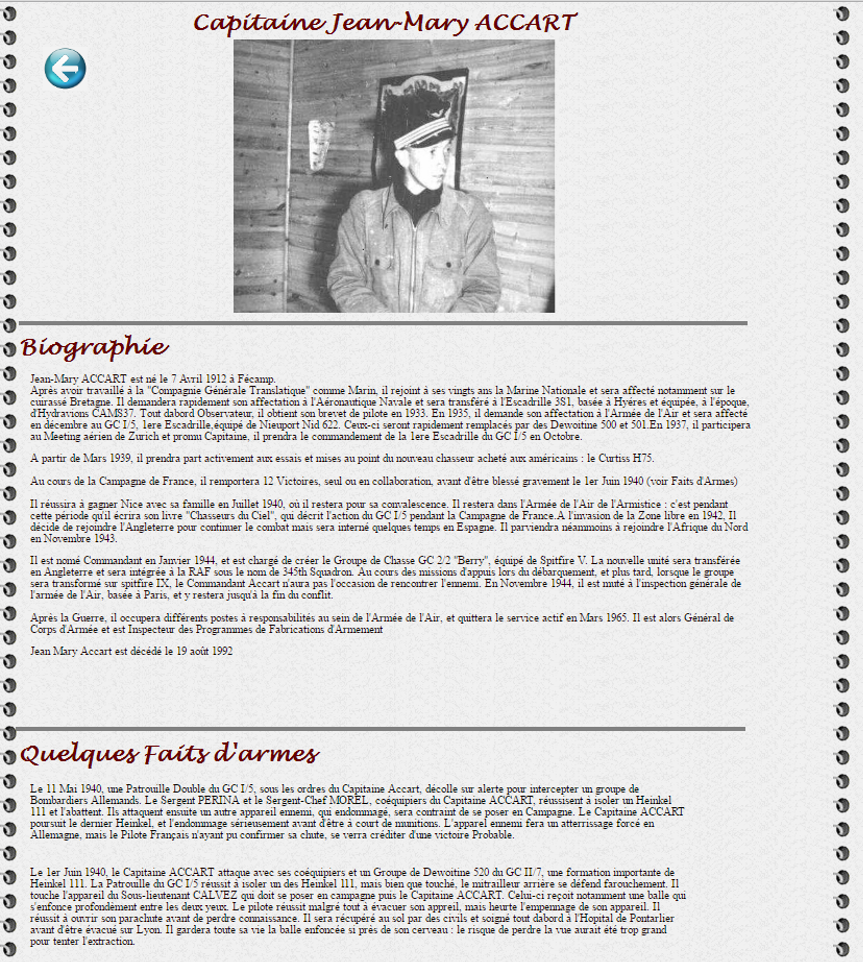 Capitaine Jean-Mary ACCART
Biographie
Jean-Mary ACCART est né le 7 Avril 1912 à Fécamp.
Après avoir travaillé à la "Compagnie Générale Translatique" comme Marin, il rejoint à ses vingts ans la Marine Nationale et sera affecté notamment sur le
cuirassé Bretagne. Il demandera rapidement son affectation à l'Aéronautique Navale et sera transféré à l'Escadrille 3S1, basée à Hyéres et équipée, à l'époque,
d'Hydravions CAMS37. Tout dabord Observateur, il obtient son brevet de pilote en 1933. En 1935, il demande son affectation à l'Armée de l'Air et sera affecté
en décembre au GC I/5, 1ere Escadrille,équipé de Nieuport Nid 622. Ceux-ci seront rapidement remplacés par des Dewoitine 500 et 501.En 1937, il participera
au Meeting aérien de Zurich et promu Capitaine, il prendra le commandement de la 1ere Escadrille du GC I/5 en Octobre.
A partir de Mars 1939, il prendra part activement aux essais et mises au point du nouveau chasseur acheté aux américains : le Curtiss H75.
Au cours de la Campagne de France, il remportera 12 Victoires, seul ou en collaboration, avant d'être blessé gravement le 1er Juin 1940 (voir Faits d'Armes)
Il réussira à gagner Nice avec sa famille en Juillet 1940, où il restera pour sa convalescence. Il restera dans l'Armée de l'Air de l'Armistice : c'est pendant
cette période qu'il écrira son livre "Chasseurs du Ciel", qui décrit l'action du GC I/5 pendant la Campagne de France.A l'invasion de la Zone libre en 1942, Il
décide de rejoindre l'Angleterre pour continuer le combat mais sera interné quelques temps en Espagne. Il parviendra néammoins à rejoindre l'Afrique du Nord
en Novembre 1943.
Il est nomé Commandant en Janvier 1944, et est chargé de créer le Groupe de Chasse GC 2/2 "Berry", équipé de Spitfire V. La nouvelle unité sera transférée
en Angleterre et sera intégrée à la RAF sous le nom de 345th Squadron. Au cours des missions d'appuis lors du débarquement, et plus tard, lorsque le groupe
sera transformé sur spitfire IX, le Commandant Accart n'aura pas l'occasion de rencontrer l'ennemi. En Novembre 1944, il est muté à l'inspection générale de
l'armée de l'Air, basée à Paris, et y restera jusqu'à la fin du conflit.
Après la Guerre, il occupera différents postes à responsabilités au sein de l'Armée de l'Air, et quittera le service actif en Mars 1965. Il est alors Général de
Corps d'Armée et est Inspecteur des Programmes de Fabrications d'Armement
Jean Mary Accart est décédé le 19 août 1992
Quelques Faits d'armes
Le 11 Mai 1940, une Patrouille Double du GC I/5, sous les ordres du Capitaine Accart, décolle sur alerte pour intercepter un groupe de
Bombardiers Allemands. Le Sergent PERINA et le Sergent-Chef MOREL, coéquipiers du Capitaine ACCART, réussisent à isoler un Heinkel
111 et l'abattent. Ils attaquent ensuite un autre appareil ennemi, qui endommagé, sera contraint de se poser en Campagne. Le Capitaine ACCART
poursuit le dernier Heinkel, et l'endommage sérieusement avant d'être à court de munitions. L'apparel ennemi fera un atterrissage forcé en
Allemagne, mais le Pilote Français n'ayant pu confirmer sa chute, se verra créditer d'une victoire Probable.
Le 1er Juin 1940, le Capitaine ACCART attaque avec ses coéquipiers et un Groupe de Dewoitine 520 du GC II/7, une formation importante de
Heinkel 111. La Patrouille du GC I/5 réussit à isoler un des Heinkel 111, mais bien que touché, le mitrailleur arrière se défend farouchement. Il
touche l'appareil du Sous-lieutenant CALVEZ qui doit se poser en campagne puis le Capitaine ACCART. Celui-ci reçoit notamment une balle qui
s'enfonce profondément entre les deux yeux. Le pilote réussit malgré tout à évacuer son appreil, mais heurte l'empennage de son appareil. Il
réussit à ouvrir son parachute avant de perdre connaissance. Il sera récupéré au sol par des civils et soigné tout dabord à l'Hopital de Pontarlier
avant d'être évacué sur Lyon. Il gardera toute sa vie la balle enfoncée si près de son cerveau : le risque de perdre la vue aurait été trop grand
pour tenter l'extraction.